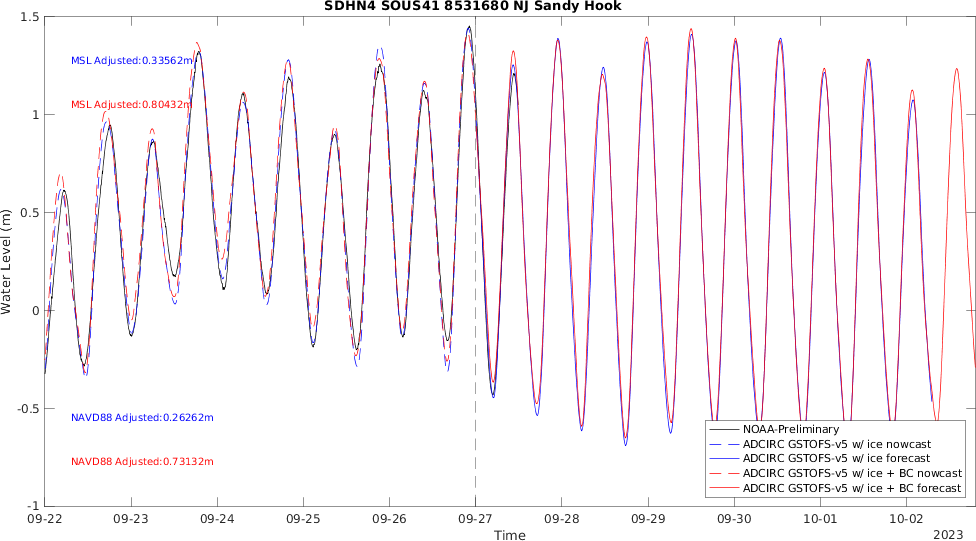 SDHN4 SOUS41 8531680 NJ Sandy Hook
1.5
1
0.5
0
-0.5
-1
Water Level (m)
MSL Adjusted:0.33562m
MSL Adjusted:0.80432m
NAVD88 Adjusted:0.26262m
NAVD88 Adjusted:0.73132m
NOAA-Preliminary
ADCIRC GSTOFS-v5 w/ ice nowcast
ADCIRC GSTOFS-v5 w/ ice forecast
ADCIRC GSTOFS-v5 w/ ice + BC nowcast
ADCIRC GSTOFS-v5 w/ ice + BC forecast
09-22 09-23 09-24 09-25 09-26 09-27 09-28 09-29 09-30 10-01 10-02
Time
2023